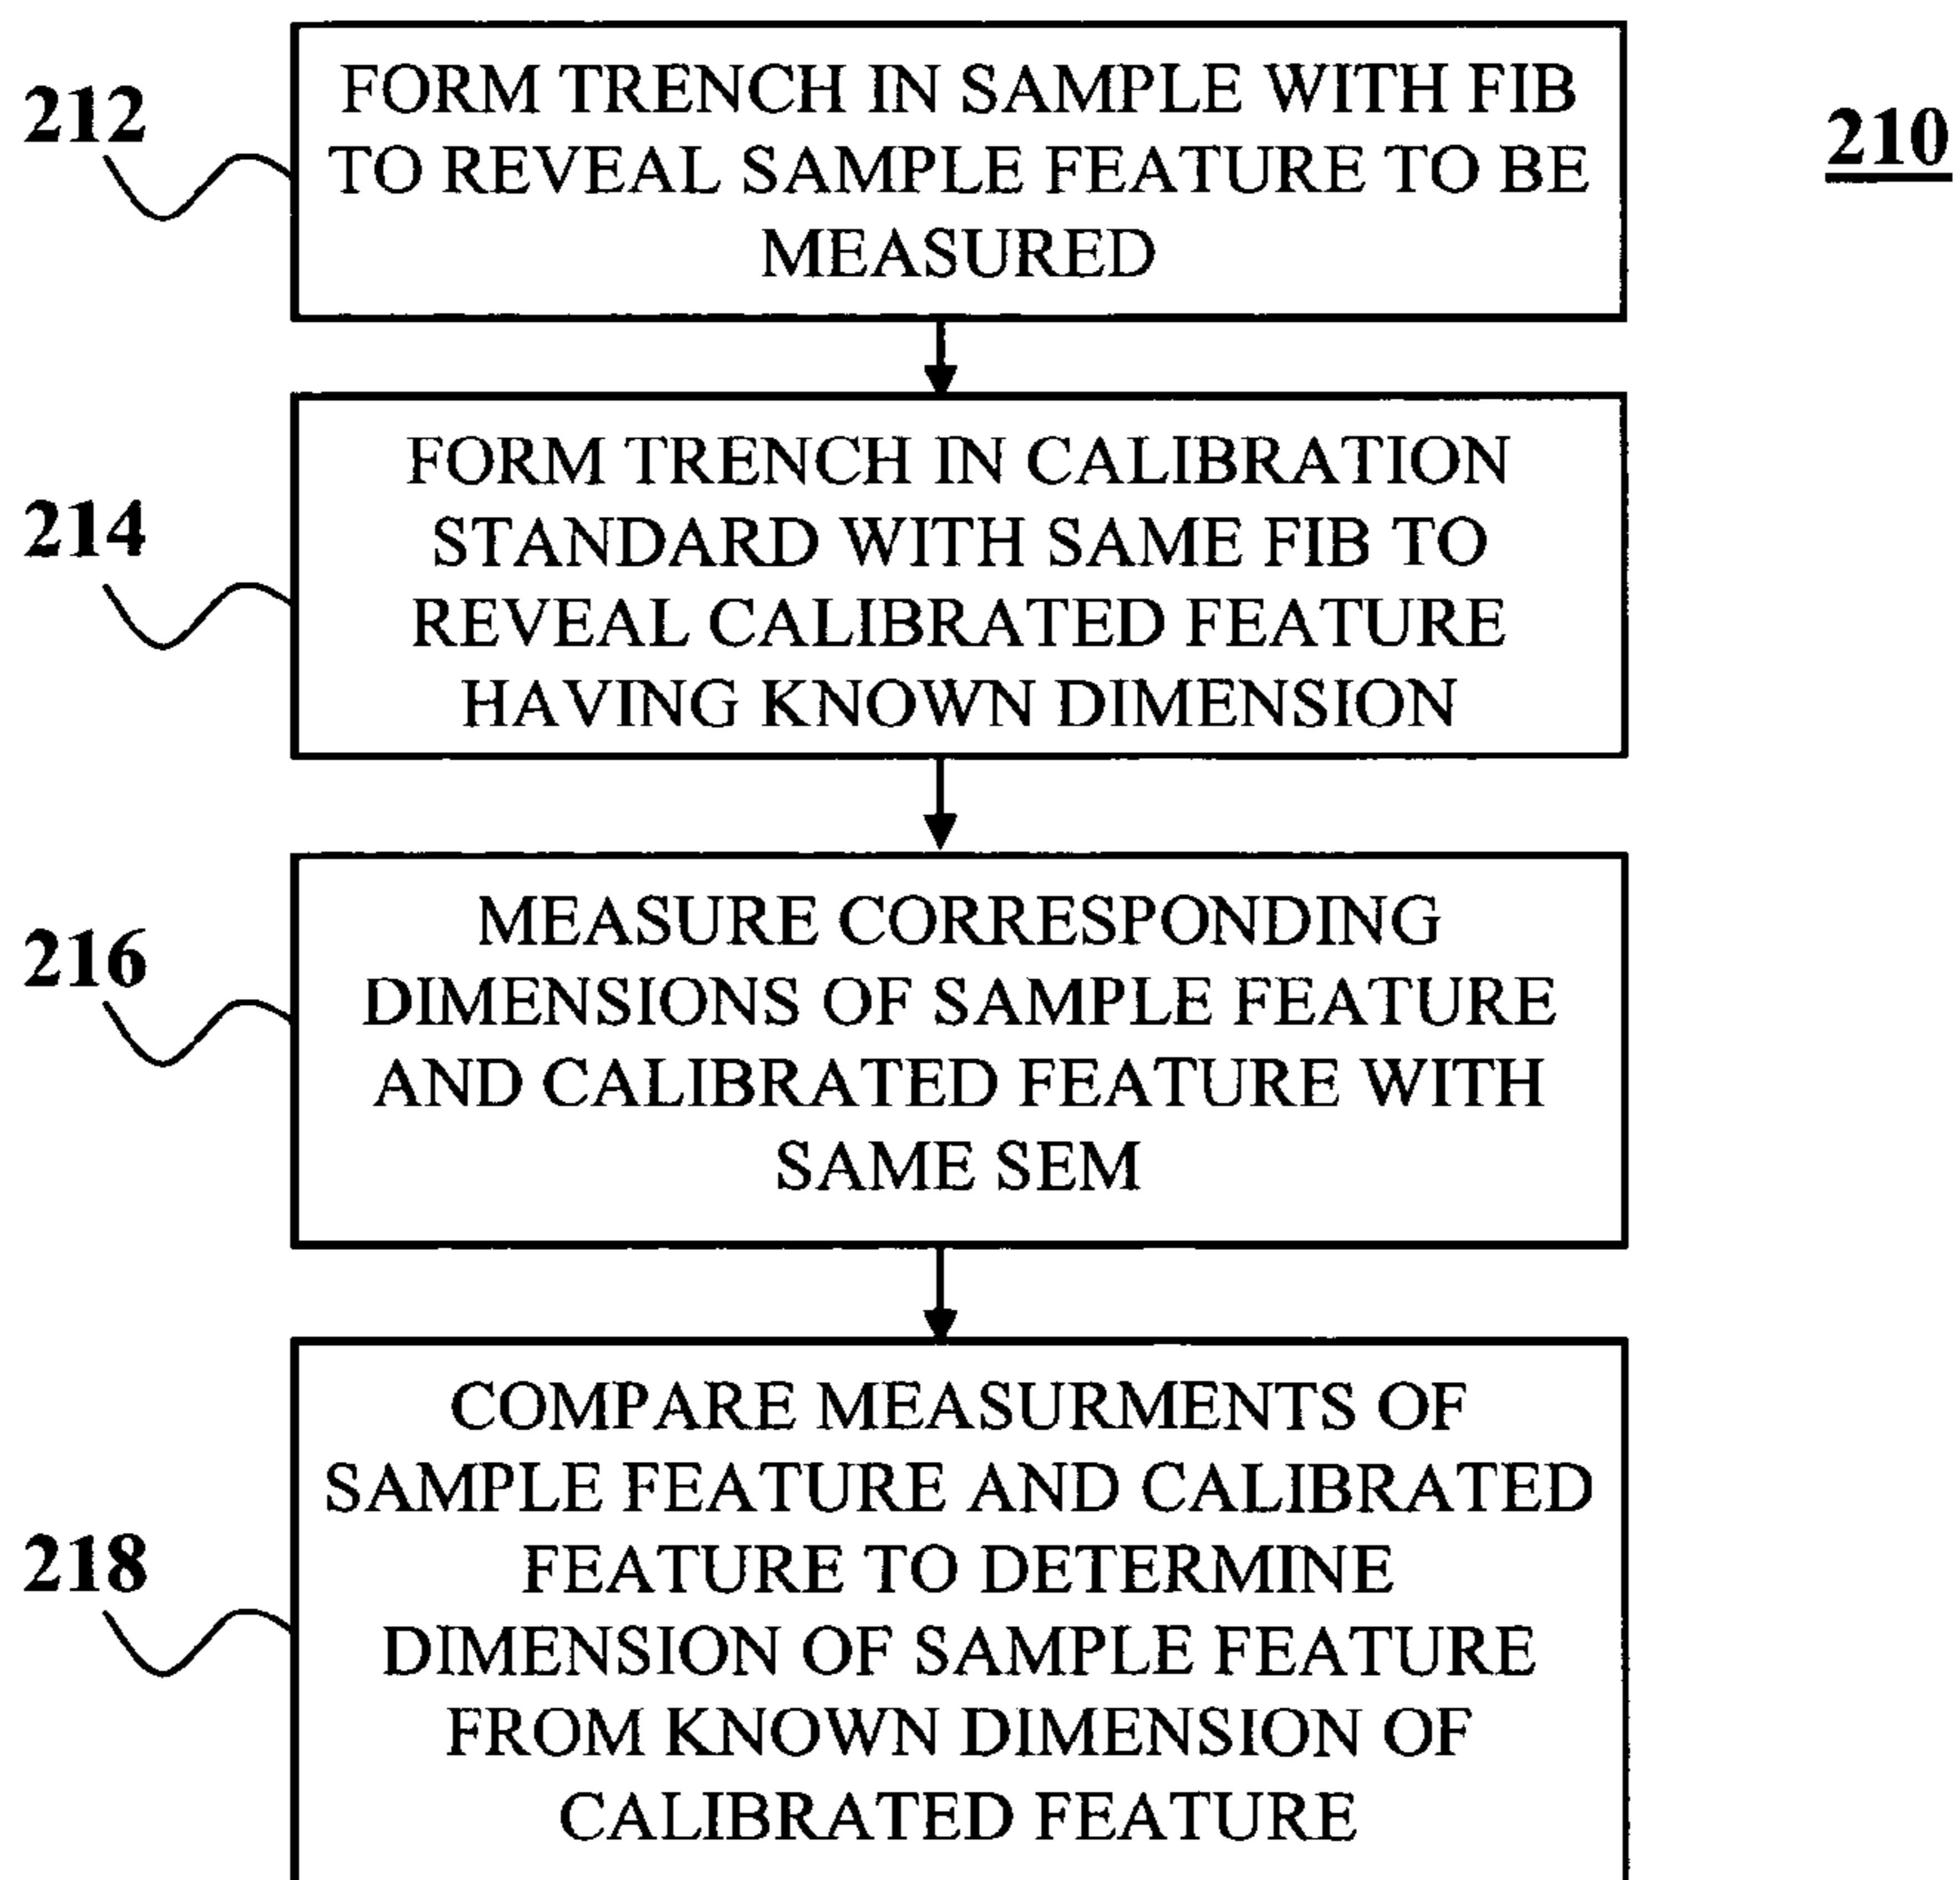 212
FORM TRENCH IN SAMPLE WITH FIB
TO REVEAL SAMPLE FEATURE TO BE
MEASURED
210
214
FORM TRENCH IN CALIBRATION
STANDARD WITH SAME FIB TO
REVEAL CALIBRATED FEATURE
HAVING KNOWN DIMENSION
216
MEASURE CORRESPONDING
DIMENSIONS OF SAMPLE FEATURE
AND CALIBRATED FEATURE WITH
SAME SEM
218
COMPARE MEASURMENTS OF
SAMPLE FEATURE AND CALIBRATED
FEATURE TO DETERMINE
DIMENSION OF SAMPLE FEATURE
FROM KNOWN DIMENSION OF
CALIBRATED FEATURE